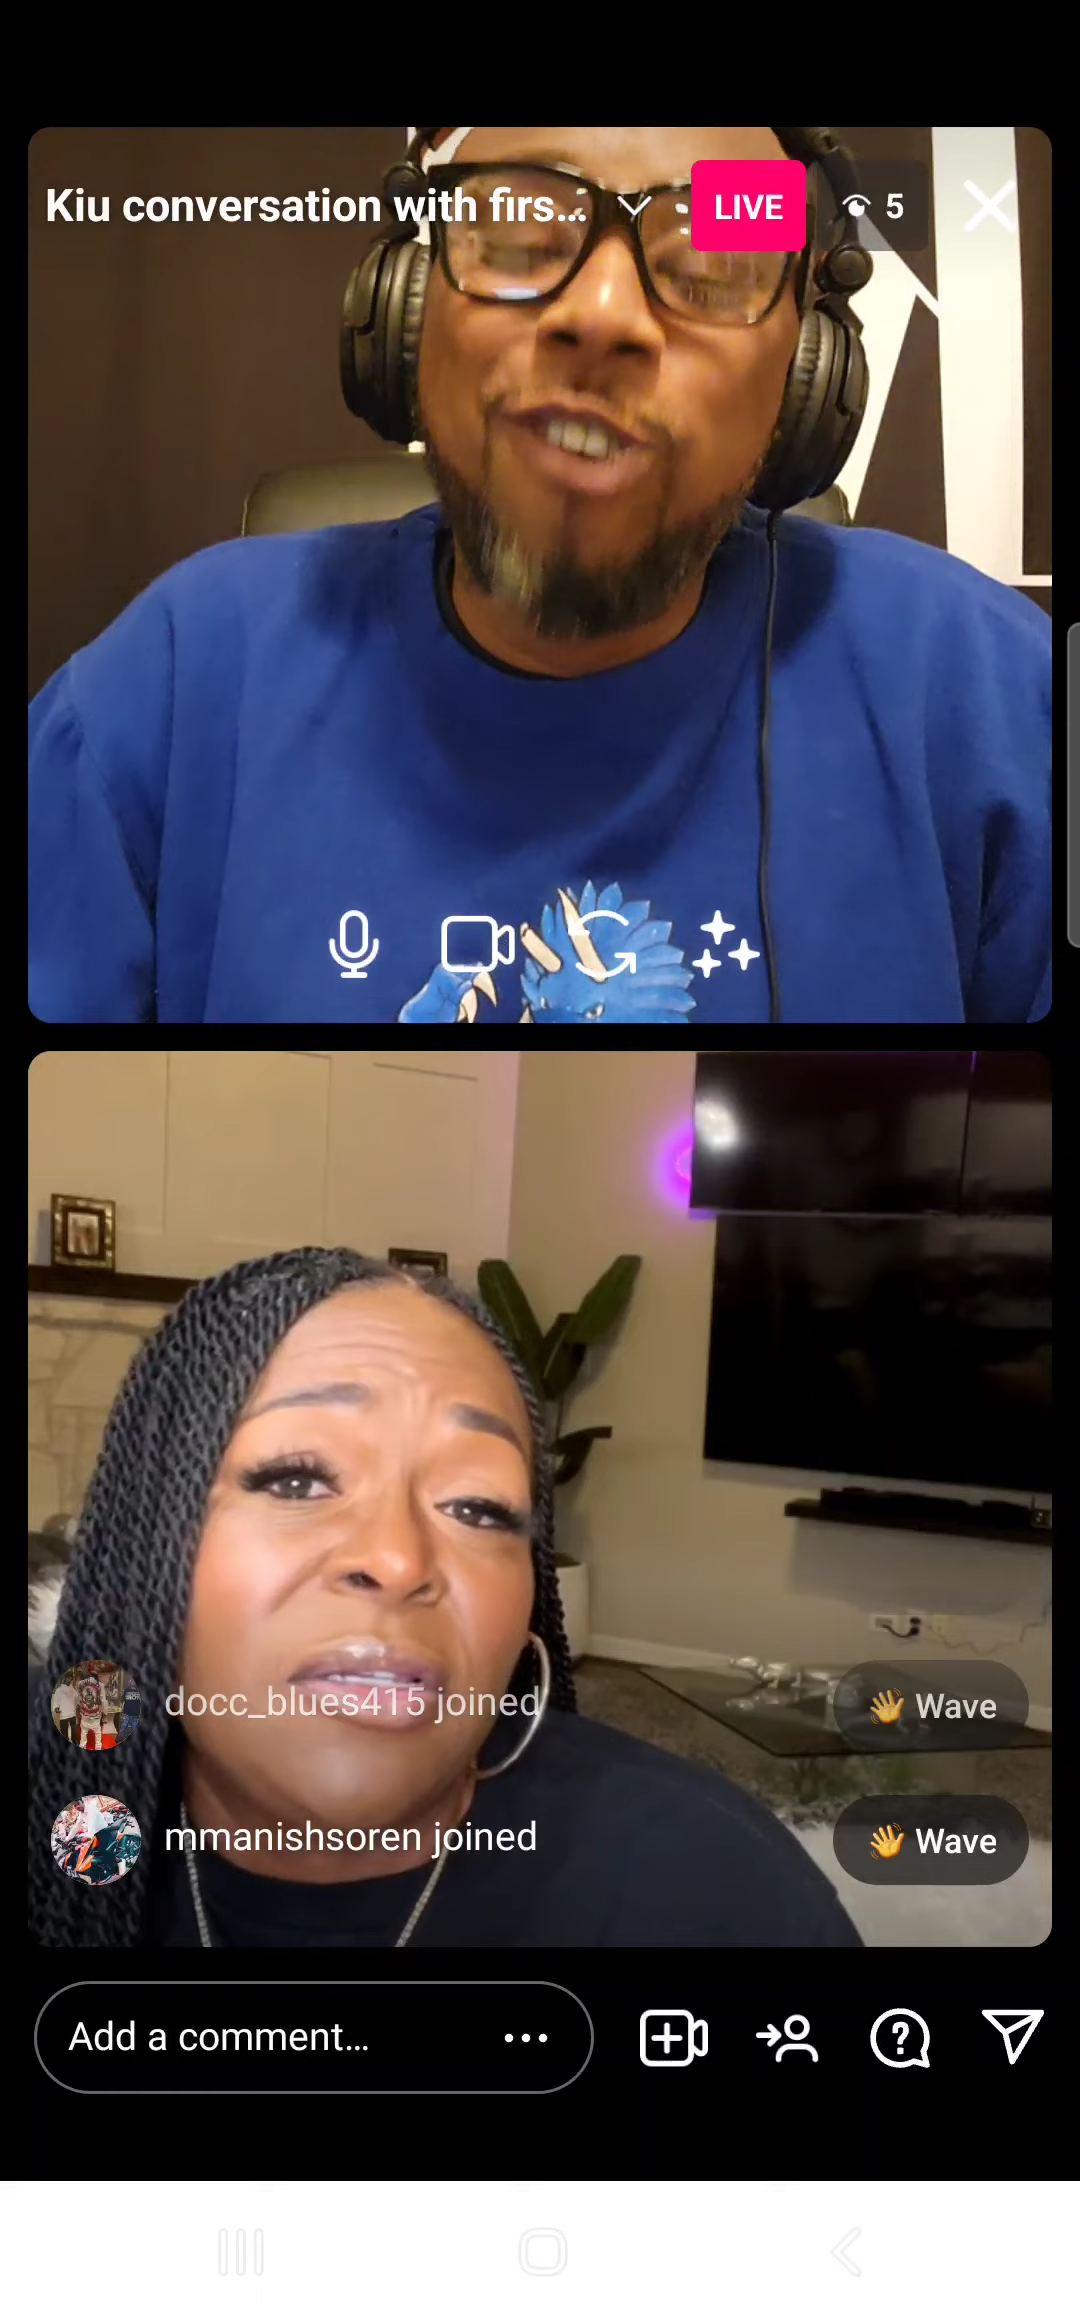 Kiu conversation with firs...
LIVE
5
docc_blues415 joined
Wave
mmanishsoren joined
Wave
Add a comment...